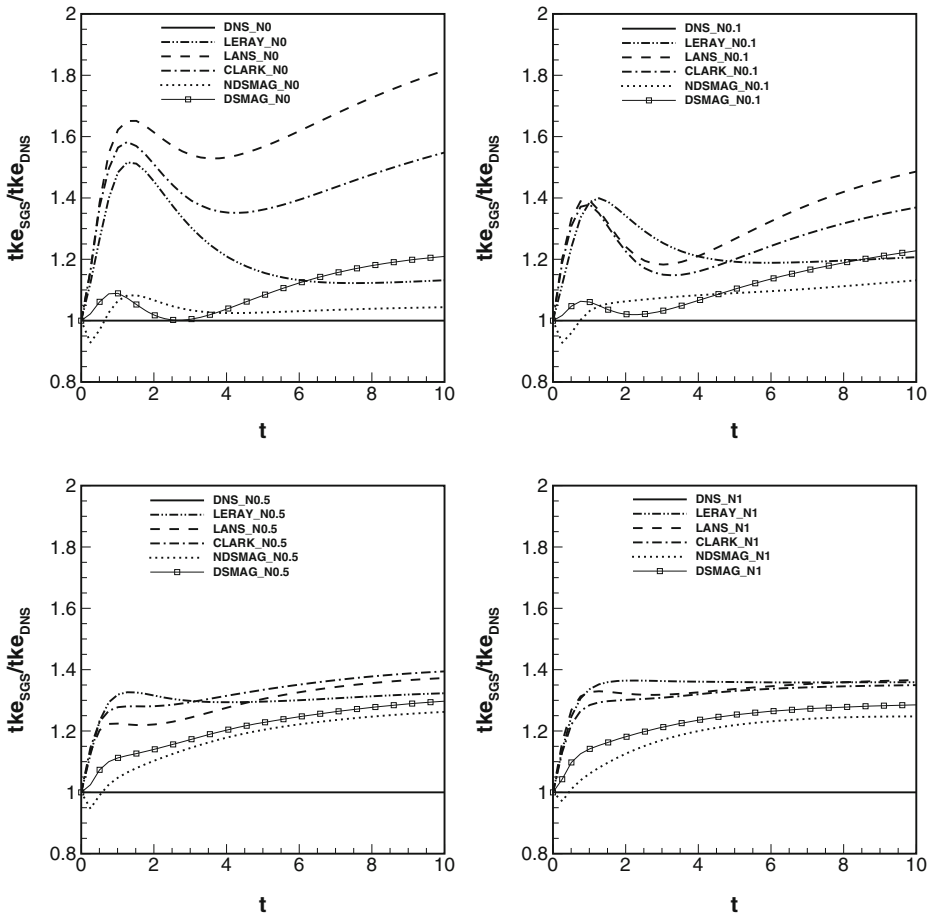 2
1.8
1.6
1.4
1.2
1
0.8
0 2 4 6 8 10
t
tke_SGS/tke_DNS
DNS_N0
LERAY_N0
LANS_N0
CLARK_N0
NDSMAG_N0
DSMAG_N0
2
1.8
1.6
1.4
1.2
1
0.8
0 2 4 6 8 10
t
tke_SGS/tke_DNS
DNS_N0.1
LERAY_N0.1
LANS_N0.1
CLARK_N0.1
NDSMAG_N0.1
DSMAG_N0.1
2
1.8
1.6
1.4
1.2
1
0.8
0 2 4 6 8 10
t
tke_SGS/tke_DNS
DNS_N0.5
LERAY_N0.5
LANS_N0.5
CLARK_N0.5
NDSMAG_N0.5
DSMAG_N0.5
2
1.8
1.6
1.4
1.2
1
0.8
0 2 4 6 8 10
t
tke_SGS/tke_DNS
DNS_N1
LERAY_N1
LANS_N1
CLARK_N1
NDSMAG_N1
DSMAG_N1